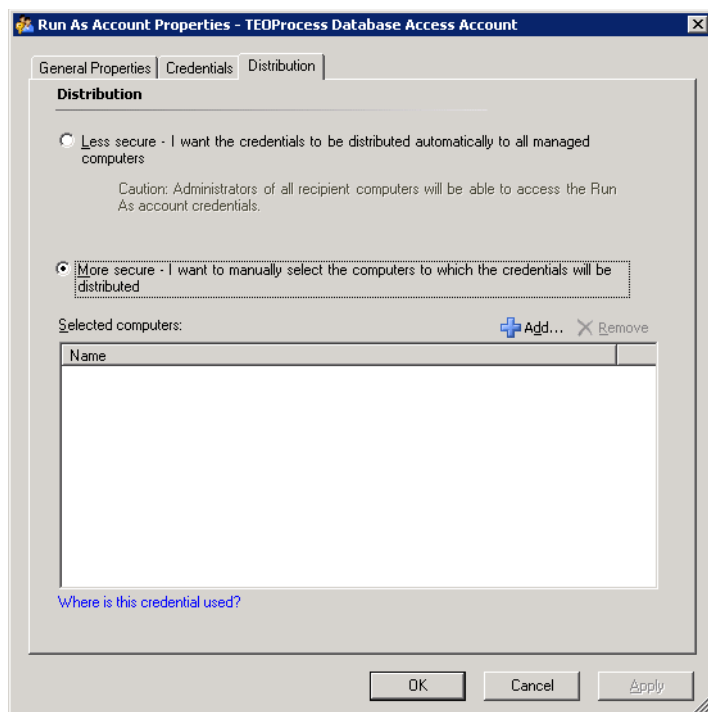 Run As Account Properties - TEOProcess Database Access Account
General Properties
Credentials
Distribution
Distribution
Less secure - I want the credentials to be distributed automatically to all managed
computers
Caution: Administrators of all recipient computers will be able to access the Run
As account credentials.
More secure - I want to manually select the computers to which the credentials will be
distributed
Selected computers:
Add...
Remove
Name
Where is this credential used?
OK
Cancel
Apply